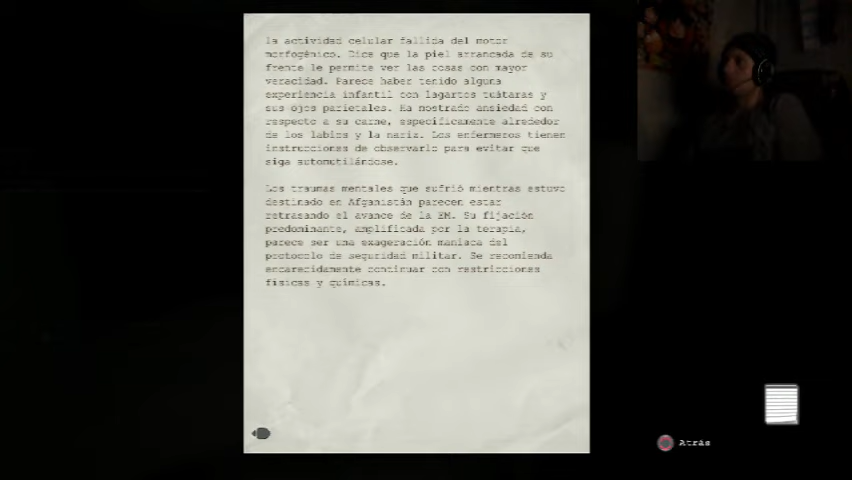 la actividad celular fallida del motor
morfogénico. Dice que la piel arrancada de su
frente le permite ver las cosas con mayor
veracidad. Parece haber tenido alguna
experiencia infantil con lagartos tuátaras y
sus ojos parietales. Ha mostrado ansiedad con
respecto a su carne, específicamente alrededor
de los labios y la nariz. Los enfermeros tienen
instrucciones de observarlo para evitar que
siga automutilándose.
Los traumas mentales que sufrió mientras estuvo
destinado en Afganistán parecen estar
retrasando el avance de la EM. Su fijación
predominante, amplificada por la terapia,
parece ser una exageración maníaca del
protocolo de seguridad militar. Se recomienda
encarecidamente continuar con restricciones
físicas y químicas.
Atrás